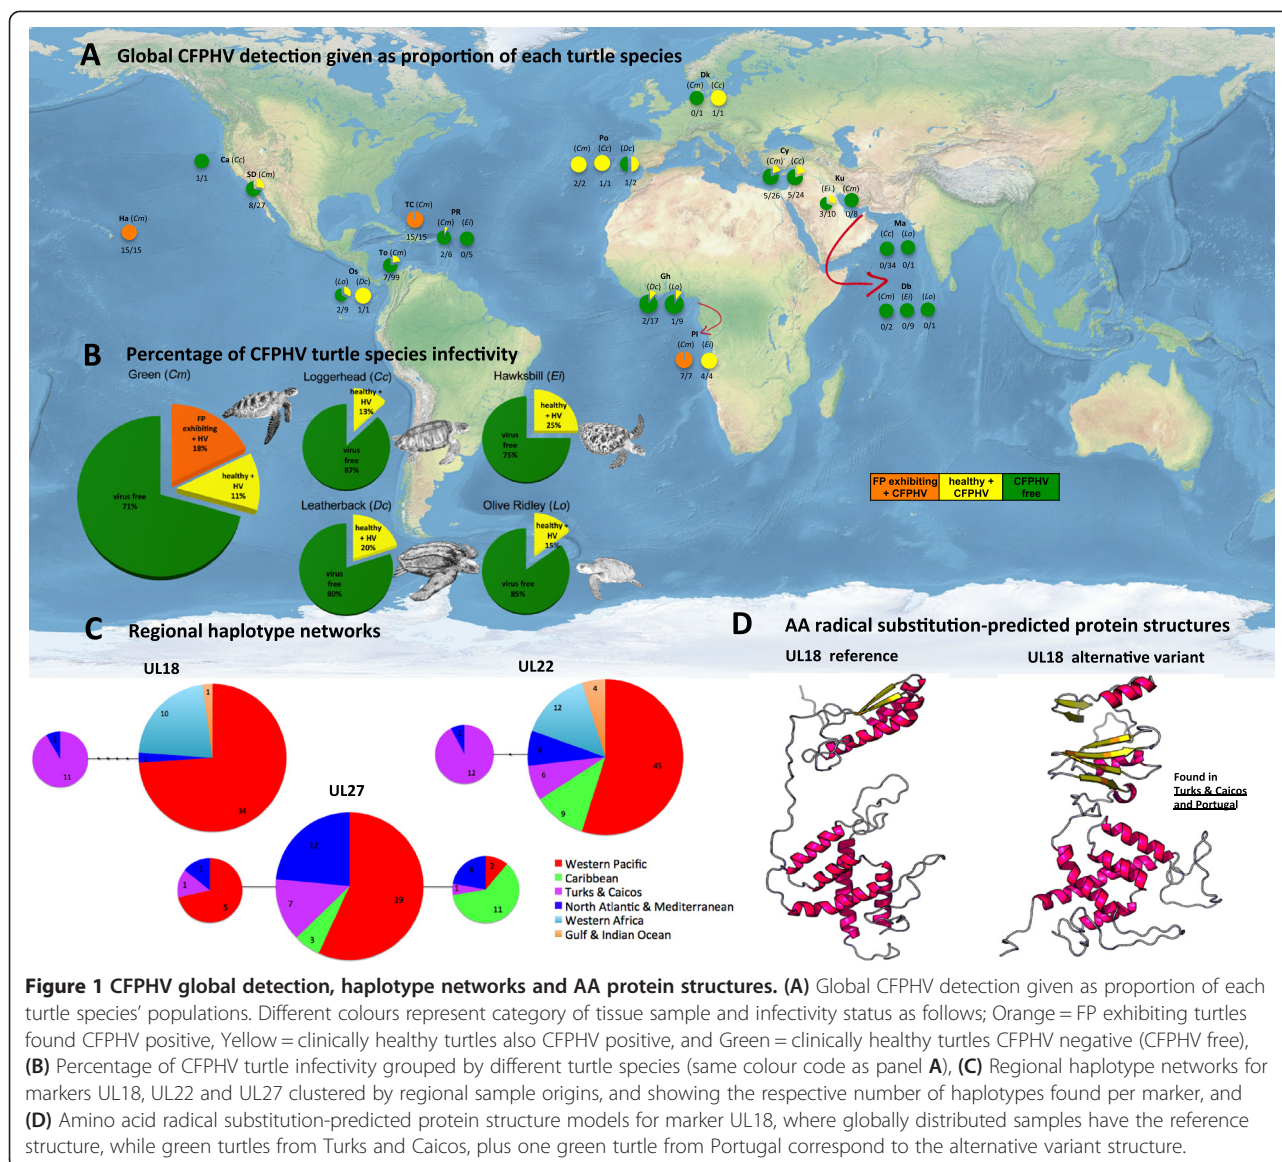 A Global CFPHV detection given as proportion of each turtle species
Dk
(Cm) (Cc)
0/1 1/1
Po
(Cm) (Cc) (Dc)
2/2 1/1 1/2
Cy
(Cm) (Cc)
5/26 5/24
Ku
(Ei) (Cm)
3/10 0/8
Ca (Cc)
1/1
SD (Cm)
8/27
Ha (Cm)
15/15
TC (Cm)
15/15
PR
(Cm) (Ei)
2/6 0/5
To (Cm)
7/99
Os
(Lo) (Dc)
2/9 1/1
Ma
(Cc) (Lo)
0/34 0/1
Db
(Cm) (Ei) (Lo)
0/2 0/9 0/1
Gh
(Dc) (Lo)
2/17 1/9
PI
(Cm) (Ei)
7/7 4/4
B Percentage of CFPHV turtle species infectivity
Green (Cm)
FP
exhibiting
+ HV
18%
healthy +
HV
11%
virus free
71%
Loggerhead (Cc)
healthy
+ HV
13%
virus
free
87%
Hawksbill (Ei)
healthy
+ HV
25%
virus
free
75%
Leatherback (Dc)
healthy
+ HV
20%
virus
free
80%
Olive Ridley (Lo)
healthy +
HV
15%
virus free
85%
FP exhibiting
+ CFPHV
healthy +
CFPHV
CFPHV
free
C Regional haplotype networks
UL18
11
10
1
34
UL22
12
4
12
6
9
45
UL27
1
5
12
7
3
29
2
1
11
Western Pacific
Caribbean
Turks & Caicos
North Atlantic & Mediterranean
Western Africa
Gulf & Indian Ocean
D AA radical substitution-predicted protein structures
UL18 reference
UL18 alternative variant
Found in
Turks & Caicos
and Portugal
Figure 1 CFPHV global detection, haplotype networks and AA protein structures. (A) Global CFPHV detection given as proportion of each
turtle species’ populations. Different colours represent category of tissue sample and infectivity status as follows; Orange = FP exhibiting turtles
found CFPHV positive, Yellow = clinically healthy turtles also CFPHV positive, and Green = clinically healthy turtles CFPHV negative (CFPHV free),
(B) Percentage of CFPHV turtle infectivity grouped by different turtle species (same colour code as panel A), (C) Regional haplotype networks for
markers UL18, UL22 and UL27 clustered by regional sample origins, and showing the respective number of haplotypes found per marker, and
(D) Amino acid radical substitution-predicted protein structure models for marker UL18, where globally distributed samples have the reference
structure, while green turtles from Turks and Caicos, plus one green turtle from Portugal correspond to the alternative variant structure.